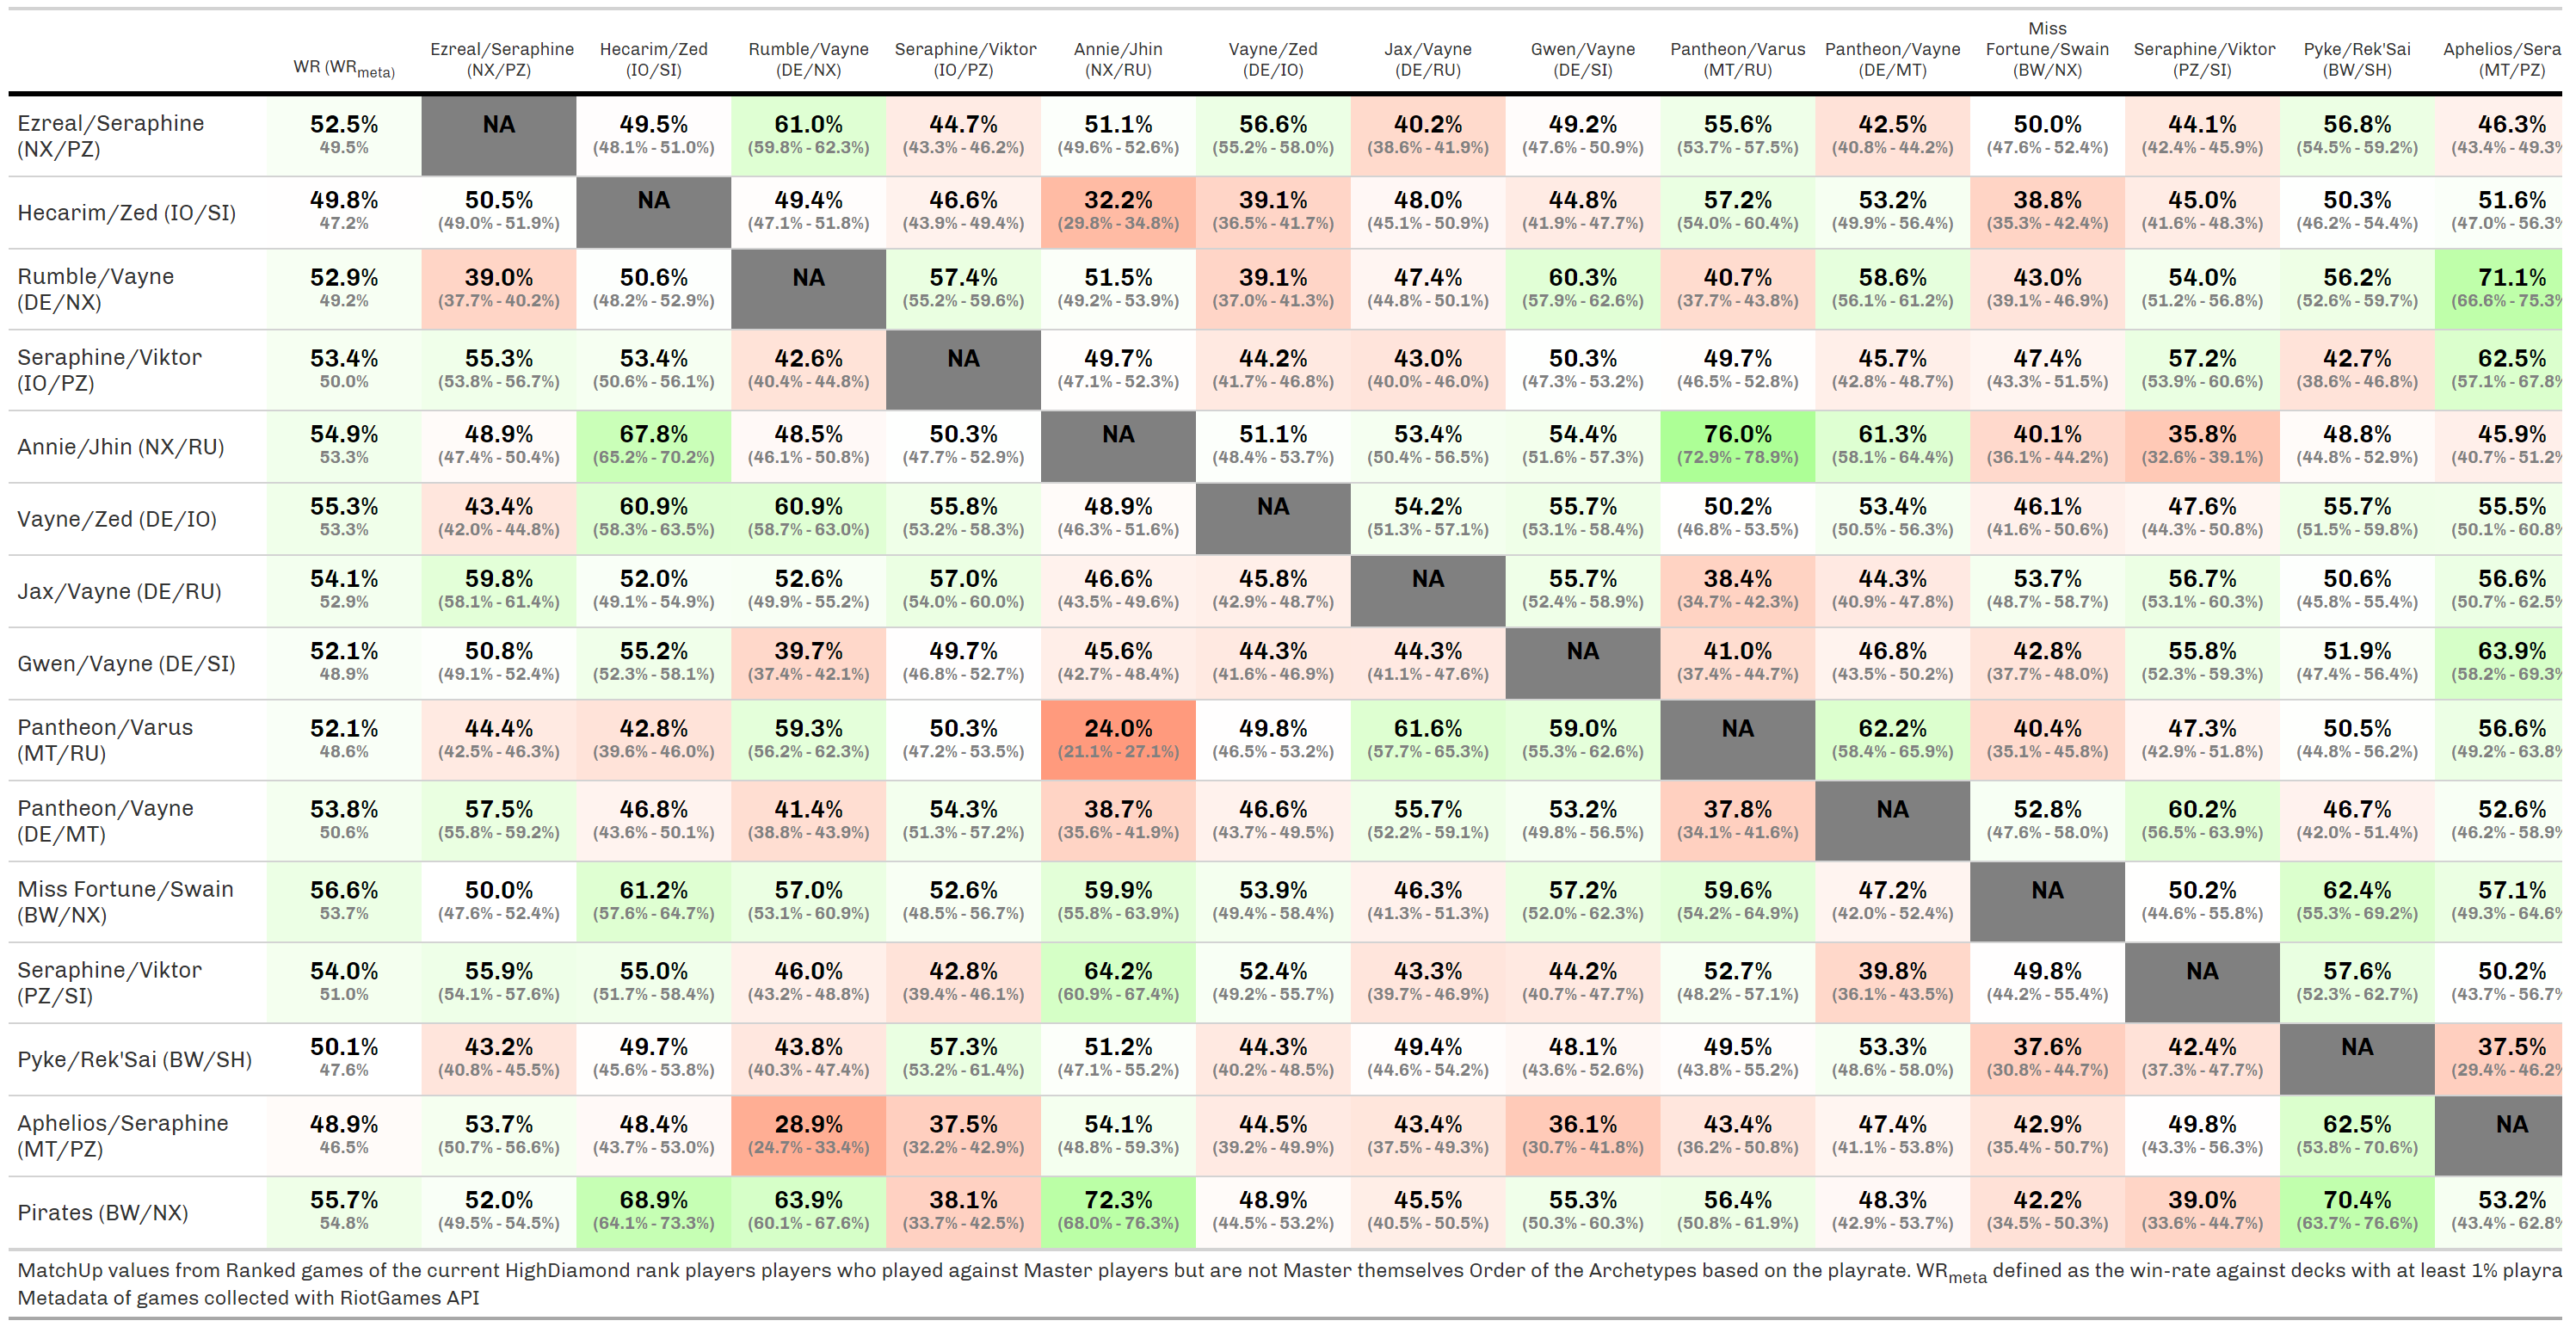 WR (WRmeta) Ezreal/Seraphine (NX/PZ) Hecarim/Zed (IO/SI) Rumble/Vayne (DE/NX) Seraphine/Viktor (IO/PZ) Annie/Jhin (NX/RU) Vayne/Zed (DE/IO) Jax/Vayne (DE/RU) Gwen/Vayne (DE/SI) Pantheon/Varus (MT/RU) Pantheon/Vayne (DE/MT) Miss Fortune/Swain (BW/NX) Seraphine/Viktor (PZ/SI) Pyke/Rek'Sai (BW/SH) Aphelios/Sera (MT/PZ)
Ezreal/Seraphine 52.5% NA 49.5% 61.0% 44.7% 51.1% 56.6% 40.2% 49.2% 55.6% 42.5% 50.0% 44.1% 56.8% 46.3%
(NX/PZ) 49.5% (48.1% - 51.0%) (59.8% - 62.3%) (43.3% - 46.2%) (49.6% - 52.6%) (55.2% - 58.0%) (38.6% - 41.9%) (47.6% - 50.9%) (53.7% - 57.5%) (40.8% - 44.2%) (47.6% - 52.4%) (42.4% - 45.9%) (54.5% - 59.2%) (43.4% - 49.3%
Hecarim/Zed (IO/SI) 49.8% 50.5% NA 49.4% 46.6% 32.2% 39.1% 48.0% 44.8% 57.2% 53.2% 38.8% 45.0% 50.3% 51.6%
47.2% (49.0% - 51.9%) (47.1% - 51.8%) (43.9% - 49.4%) (29.8% - 34.8%) (36.5% - 41.7%) (45.1% - 50.9%) (41.9% - 47.7%) (54.0% - 60.4%) (49.9% - 56.4%) (35.3% - 42.4%) (41.6% - 48.3%) (46.2% - 54.4%) (47.0% - 56.3%
Rumble/Vayne 52.9% 39.0% 50.6% NA 57.4% 51.5% 39.1% 47.4% 60.3% 40.7% 58.6% 43.0% 54.0% 56.2% 71.1%
(DE/NX) 49.2% (37.7% - 40.2%) (48.2% - 52.9%) (55.2% - 59.6%) (49.2% - 53.9%) (37.0% - 41.3%) (44.8% - 50.1%) (57.9% - 62.6%) (37.7% - 43.8%) (56.1% - 61.2%) (39.1% - 46.9%) (51.2% - 56.8%) (52.6% - 59.7%) (66.6% - 75.3%
Seraphine/Viktor 53.4% 55.3% 53.4% 42.6% NA 49.7% 44.2% 43.0% 50.3% 49.7% 45.7% 47.4% 57.2% 42.7% 62.5%
(IO/PZ) 50.0% (53.8% - 56.7%) (50.6% - 56.1%) (40.4% - 44.8%) (47.1% - 52.3%) (41.7% - 46.8%) (40.0% - 46.0%) (47.3% - 53.2%) (46.5% - 52.8%) (42.8% - 48.7%) (43.3% - 51.5%) (53.9% - 60.6%) (38.6% - 46.8%) (57.1% - 67.8%
Annie/Jhin (NX/RU) 54.9% 48.9% 67.8% 48.5% 50.3% NA 51.1% 53.4% 54.4% 76.0% 61.3% 40.1% 35.8% 48.8% 45.9%
53.3% (47.4% - 50.4%) (65.2% - 70.2%) (46.1% - 50.8%) (47.7% - 52.9%) (48.4% - 53.7%) (50.4% - 56.5%) (51.6% - 57.3%) (72.9% - 78.9%) (58.1% - 64.4%) (36.1% - 44.2%) (32.6% - 39.1%) (44.8% - 52.9%) (40.7% - 51.2%
Vayne/Zed (DE/IO) 55.3% 43.4% 60.9% 60.9% 55.8% 48.9% NA 54.2% 55.7% 50.2% 53.4% 46.1% 47.6% 55.7% 55.5%
53.3% (42.0% - 44.8%) (58.3% - 63.5%) (58.7% - 63.0%) (53.2% - 58.3%) (46.3% - 51.6%) (51.3% - 57.1%) (53.1% - 58.4%) (46.8% - 53.5%) (50.5% - 56.3%) (41.6% - 50.6%) (44.3% - 50.8%) (51.5% - 59.8%) (50.1% - 60.8%
Jax/Vayne (DE/RU) 54.1% 59.8% 52.0% 52.6% 57.0% 46.6% 45.8% NA 55.7% 38.4% 44.3% 53.7% 56.7% 50.6% 56.6%
52.9% (58.1% - 61.4%) (49.1% - 54.9%) (49.9% - 55.2%) (54.0% - 60.0%) (43.5% - 49.6%) (42.9% - 48.7%) (52.4% - 58.9%) (34.7% - 42.3%) (40.9% - 47.8%) (48.7% - 58.7%) (53.1% - 60.3%) (45.8% - 55.4%) (50.7% - 62.5%
Gwen/Vayne (DE/SI) 52.1% 50.8% 55.2% 39.7% 49.7% 45.6% 44.3% 44.3% NA 41.0% 46.8% 42.8% 55.8% 51.9% 63.9%
48.9% (49.1% - 52.4%) (52.3% - 58.1%) (37.4% - 42.1%) (46.8% - 52.7%) (42.7% - 48.4%) (41.6% - 46.9%) (41.1% - 47.6%) (37.4% - 44.7%) (43.5% - 50.2%) (37.7% - 48.0%) (52.3% - 59.3%) (47.4% - 56.4%) (58.2% - 69.3%
Pantheon/Varus 52.1% 44.4% 42.8% 59.3% 50.3% 24.0% 49.8% 61.6% 59.0% NA 62.2% 40.4% 47.3% 50.5% 56.6%
(MT/RU) 48.6% (42.5% - 46.3%) (39.6% - 46.0%) (56.2% - 62.3%) (47.2% - 53.5%) (21.1% - 27.1%) (46.5% - 53.2%) (57.7% - 65.3%) (55.3% - 62.6%) (58.4% - 65.9%) (35.1% - 45.8%) (42.9% - 51.8%) (44.8% - 56.2%) (49.2% - 63.8%
Pantheon/Vayne 53.8% 57.5% 46.8% 41.4% 54.3% 38.7% 46.6% 55.7% 53.2% 37.8% NA 52.8% 60.2% 46.7% 52.6%
(DE/MT) 50.6% (55.8% - 59.2%) (43.6% - 50.1%) (38.8% - 43.9%) (51.3% - 57.2%) (35.6% - 41.9%) (43.7% - 49.5%) (52.2% - 59.1%) (49.8% - 56.5%) (34.1% - 41.6%) (47.6% - 58.0%) (56.5% - 63.9%) (42.0% - 51.4%) (46.2% - 58.9%
Miss Fortune/Swain 56.6% 50.0% 61.2% 57.0% 52.6% 59.9% 53.9% 46.3% 57.2% 59.6% 47.2% NA 50.2% 62.4% 57.1%
(BW/NX) 53.7% (47.6% - 52.4%) (57.6% - 64.7%) (53.1% - 60.9%) (48.5% - 56.7%) (55.8% - 63.9%) (49.4% - 58.4%) (41.3% - 51.3%) (52.0% - 62.3%) (54.2% - 64.9%) (42.0% - 52.4%) (44.6% - 55.8%) (55.3% - 69.2%) (49.3% - 64.6%
Seraphine/Viktor 54.0% 55.9% 55.0% 46.0% 42.8% 64.2% 52.4% 43.3% 44.2% 52.7% 39.8% 49.8% NA 57.6% 50.2%
(PZ/SI) 51.0% (54.1% - 57.6%) (51.7% - 58.4%) (43.2% - 48.8%) (39.4% - 46.1%) (60.9% - 67.4%) (49.2% - 55.7%) (39.7% - 46.9%) (40.7% - 47.7%) (48.2% - 57.1%) (36.1% - 43.5%) (44.2% - 55.4%) (52.3% - 62.7%) (43.7% - 56.7%
Pyke/Rek'Sai (BW/SH) 50.1% 43.2% 49.7% 43.8% 57.3% 51.2% 44.3% 49.4% 48.1% 49.5% 53.3% 37.6% 42.4% NA 37.5%
47.6% (40.8% - 45.5%) (45.6% - 53.8%) (40.3% - 47.4%) (53.2% - 61.4%) (47.1% - 55.2%) (40.2% - 48.5%) (44.6% - 54.2%) (43.6% - 52.6%) (43.8% - 55.2%) (48.6% - 58.0%) (30.8% - 44.7%) (37.3% - 47.7%) (29.4% - 46.2%
Aphelios/Seraphine 48.9% 53.7% 48.4% 28.9% 37.5% 54.1% 44.5% 43.4% 36.1% 43.4% 47.4% 42.9% 49.8% 62.5% NA
(MT/PZ) 46.5% (50.7% - 56.6%) (43.7% - 53.0%) (24.7% - 33.4%) (32.2% - 42.9%) (48.8% - 59.3%) (39.2% - 49.9%) (37.5% - 49.3%) (30.7% - 41.8%) (36.2% - 50.8%) (41.1% - 53.8%) (35.4% - 50.7%) (43.3% - 56.3%) (53.8% - 70.6%)
Pirates (BW/NX) 55.7% 52.0% 68.9% 63.9% 38.1% 72.3% 48.9% 45.5% 55.3% 56.4% 48.3% 42.2% 39.0% 70.4% 53.2%
54.8% (49.5% - 54.5%) (64.1% - 73.3%) (60.1% - 67.6%) (33.7% - 42.5%) (68.0% - 76.3%) (44.5% - 53.2%) (40.5% - 50.5%) (50.3% - 60.3%) (50.8% - 61.9%) (42.9% - 53.7%) (34.5% - 50.3%) (33.6% - 44.7%) (63.7% - 76.6%) (43.4% - 62.8%
MatchUp values from Ranked games of the current HighDiamond rank players players who played against Master players but are not Master themselves Order of the Archetypes based on the playrate. WRmeta defined as the win-rate against decks with at least 1% playra
Metadata of games collected with RiotGames API